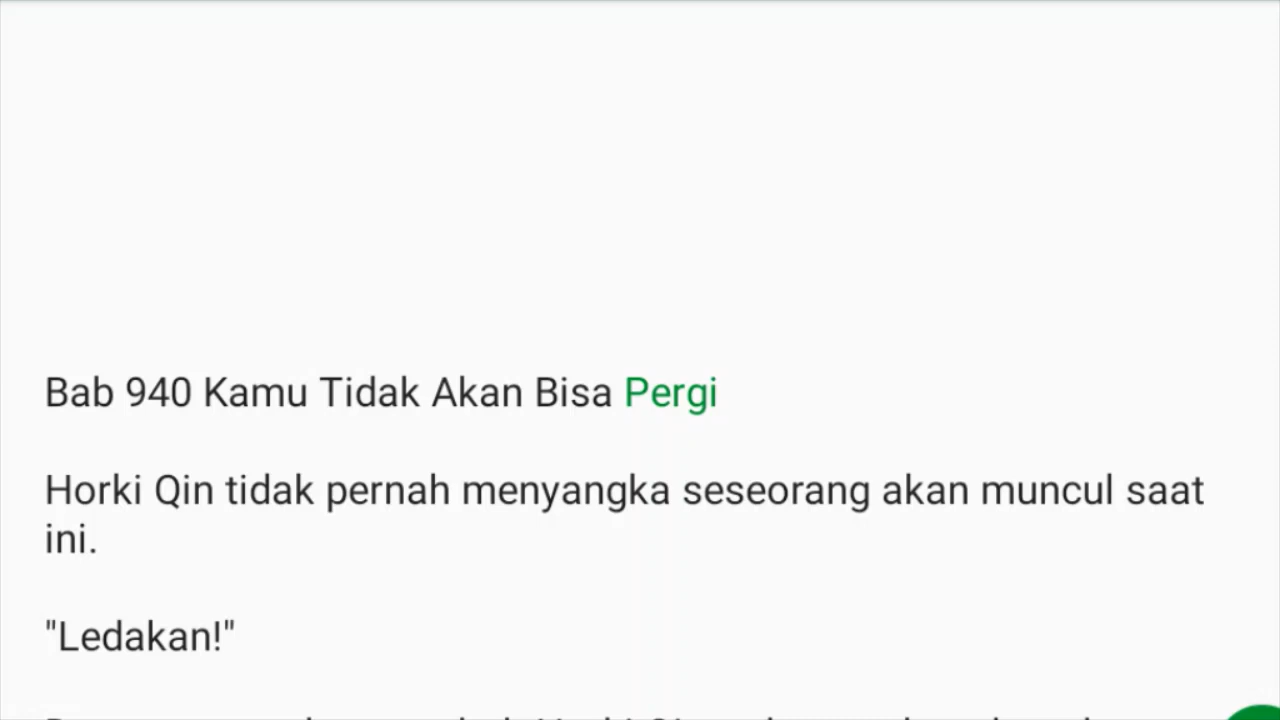 Bab 940 Kamu Tidak Akan Bisa Pergi
Horki Qin tidak pernah menyangka seseorang akan muncul saat
ini.
"Ledakan!"